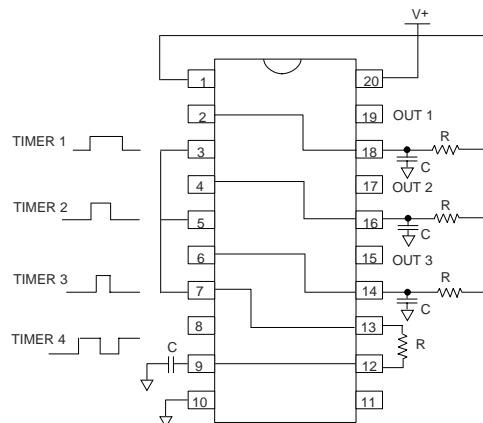 V+
1 20
2 19 OUT 1
TIMER 1 3 18 R
C
4 17 OUT 2
TIMER 2 5 16 R
C
6 15 OUT 3
TIMER 3 7 14 R
C
8 13
TIMER 4 R
C 9 12
10 11